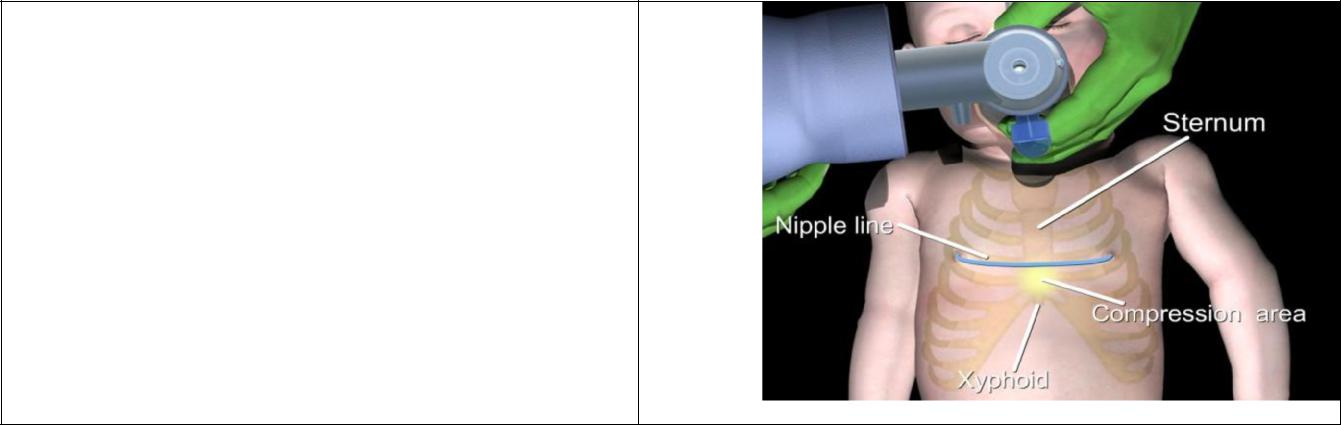 Sternum
Nipple line
Compression area
Xyphoid